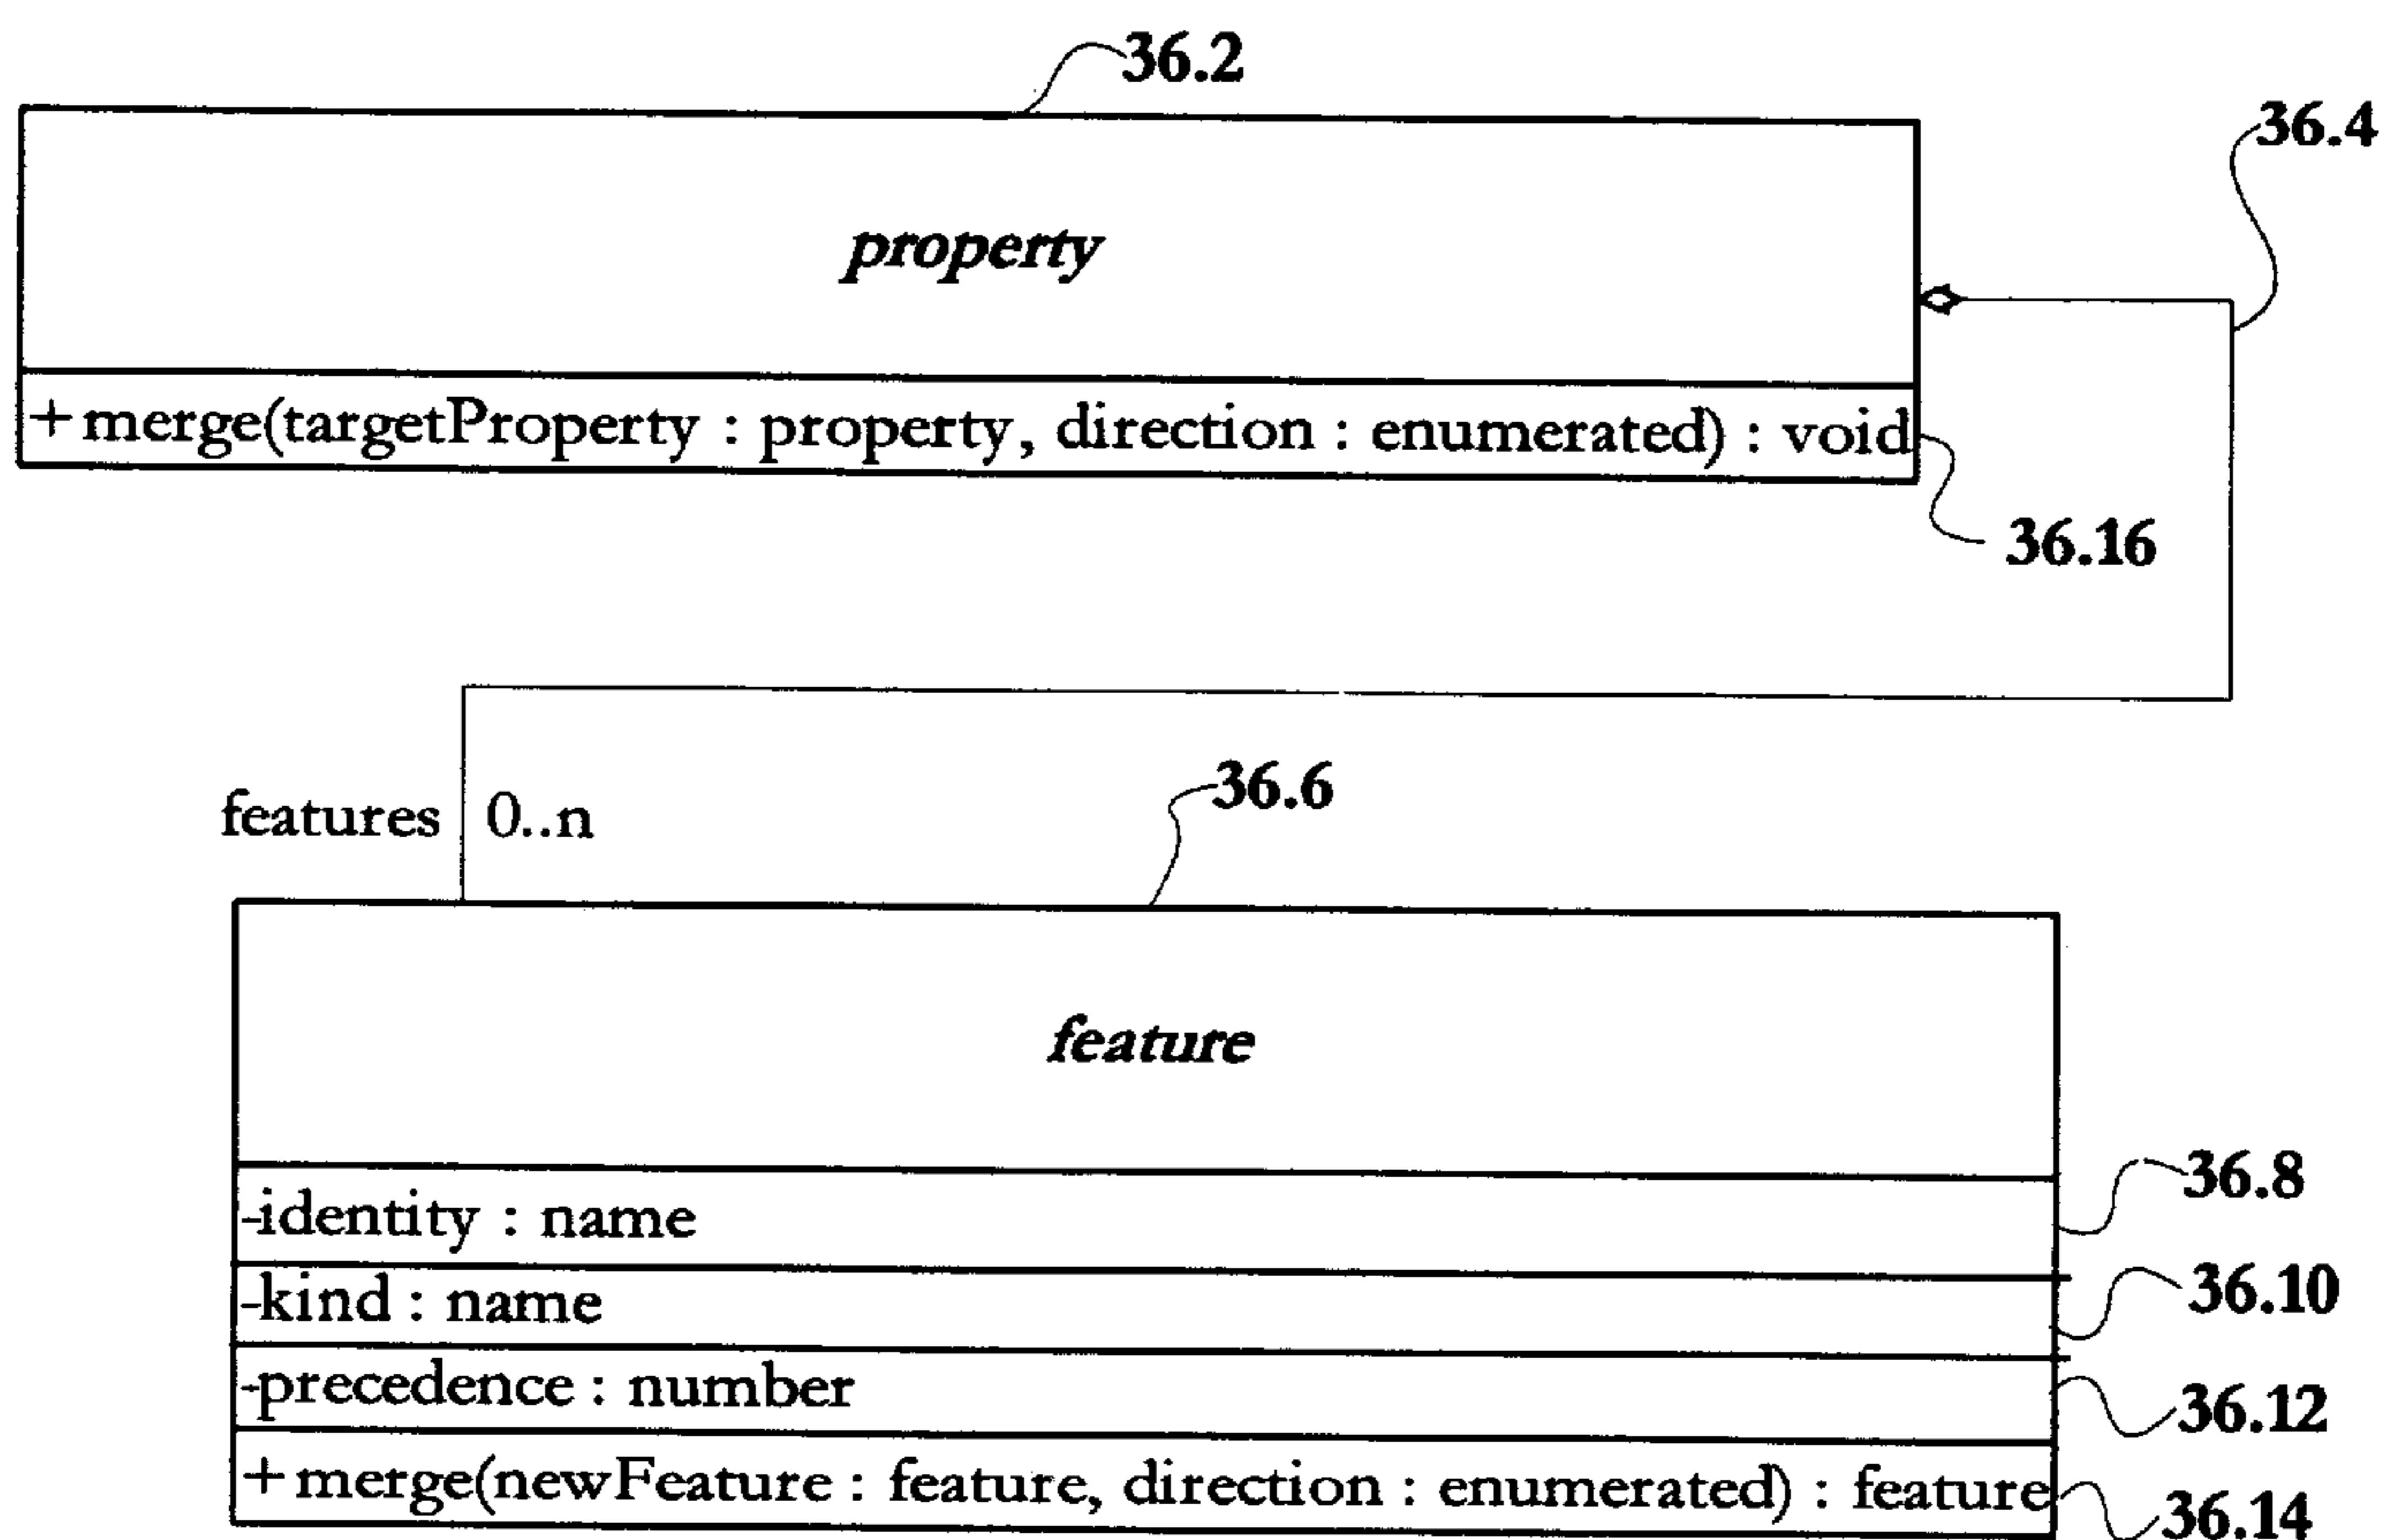 36.2
36.4
property
+merge(targetProperty : property, direction : enumerated) : void
36.16
features 0..n
36.6
feature
36.8
-identity : name
36.10
-kind : name
36.12
-precedence : number
+merge(newFeature : feature, direction : enumerated) : feature
36.14